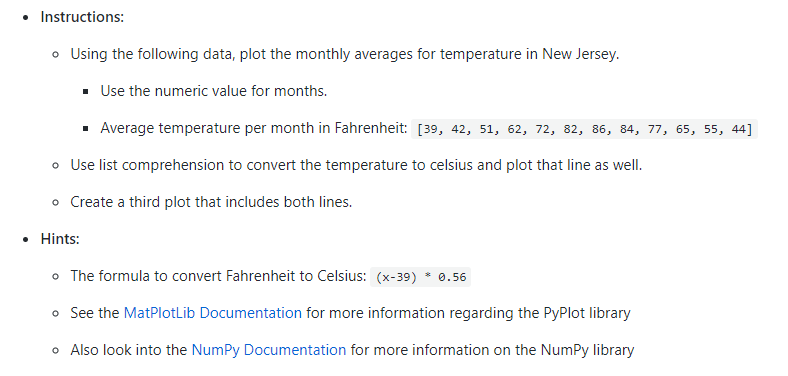 Instructions:
Using the following data, plot the monthly averages for temperature in New Jersey.
Use the numeric value for months.
Average temperature per month in Fahrenheit: [39, 42, 51, 62, 72, 82, 86, 84, 77, 65, 55, 44]
Use list comprehension to convert the temperature to celsius and plot that line as well.
Create a third plot that includes both lines.
Hints:
The formula to convert Fahrenheit to Celsius: (x-39) * 0.56
See the MatPlotLib Documentation for more information regarding the PyPlot library
Also look into the NumPy Documentation for more information on the NumPy library